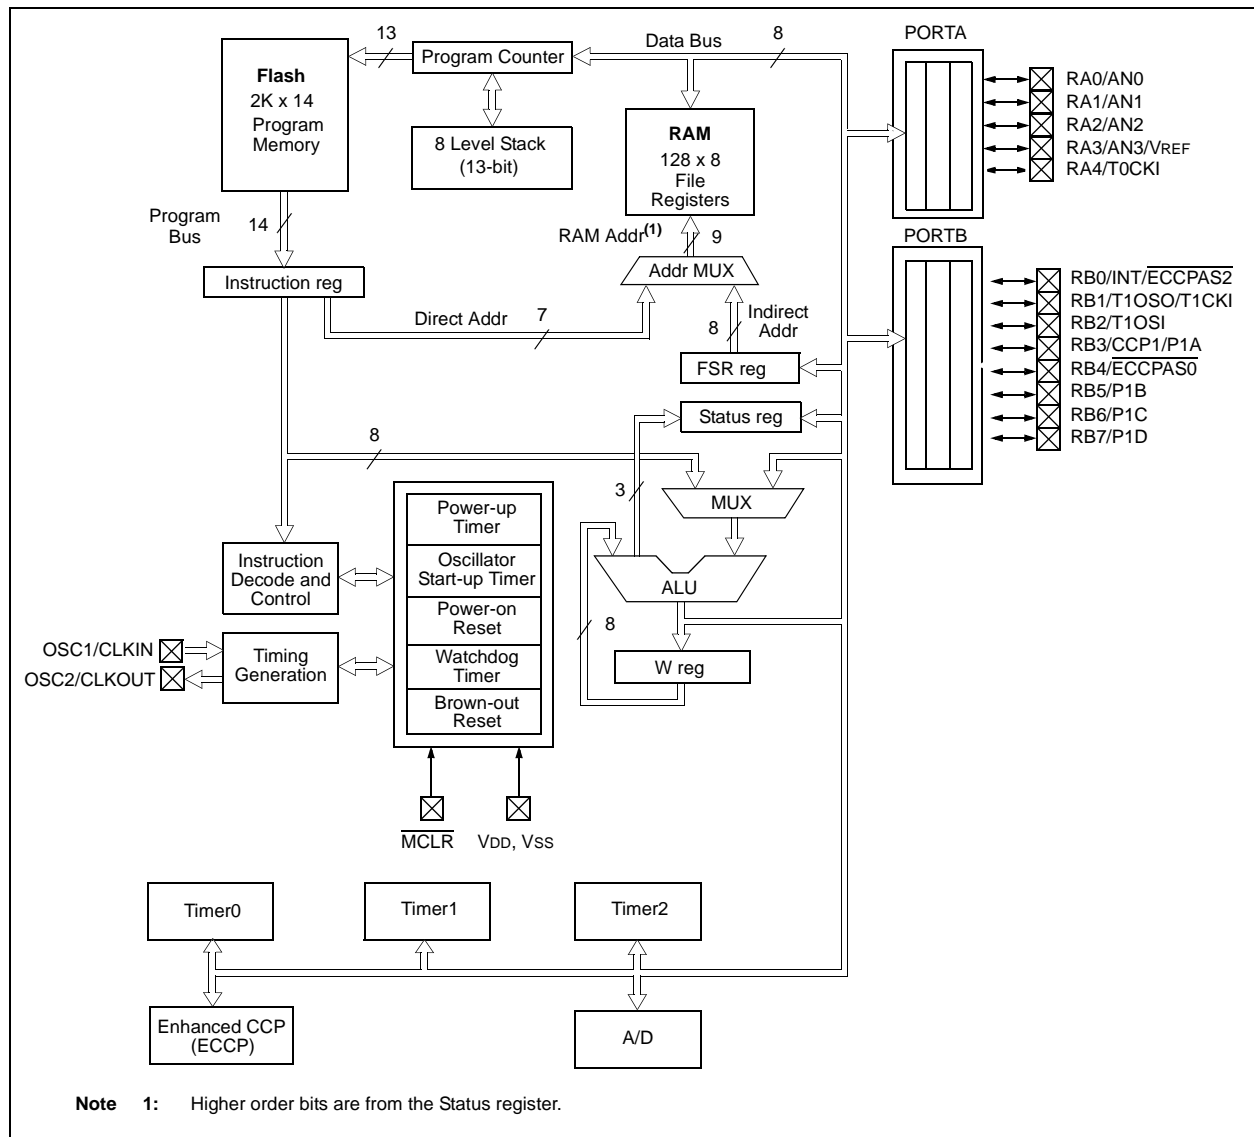 13
Data Bus
8
PORTA
Flash
2K x 14
Program
Memory
Program Counter
8 Level Stack
(13-bit)
RAM
128 x 8
File
Registers
RA0/AN0
RA1/AN1
RA2/AN2
RA3/AN3/VREF
RA4/T0CKI
Program
Bus
14
RAM Addr(1)
9
PORTB
Instruction reg
Addr MUX
Direct Addr
7
8
Indirect
Addr
FSR reg
Status reg
RB0/INT/ECCPAS2
RB1/T1OSO/T1CKI
RB2/T1OSI
RB3/CCP1/P1A
RB4/ECCPAS0
RB5/P1B
RB6/P1C
RB7/P1D
8
3
MUX
Power-up
Timer
Oscillator
Start-up Timer
Power-on
Reset
Watchdog
Timer
Brown-out
Reset
Instruction
Decode and
Control
ALU
8
W reg
OSC1/CLKIN
OSC2/CLKOUT
Timing
Generation
MCLR
VDD, VSS
Timer0
Timer1
Timer2
Enhanced CCP
(ECCP)
A/D
Note 1: Higher order bits are from the Status register.